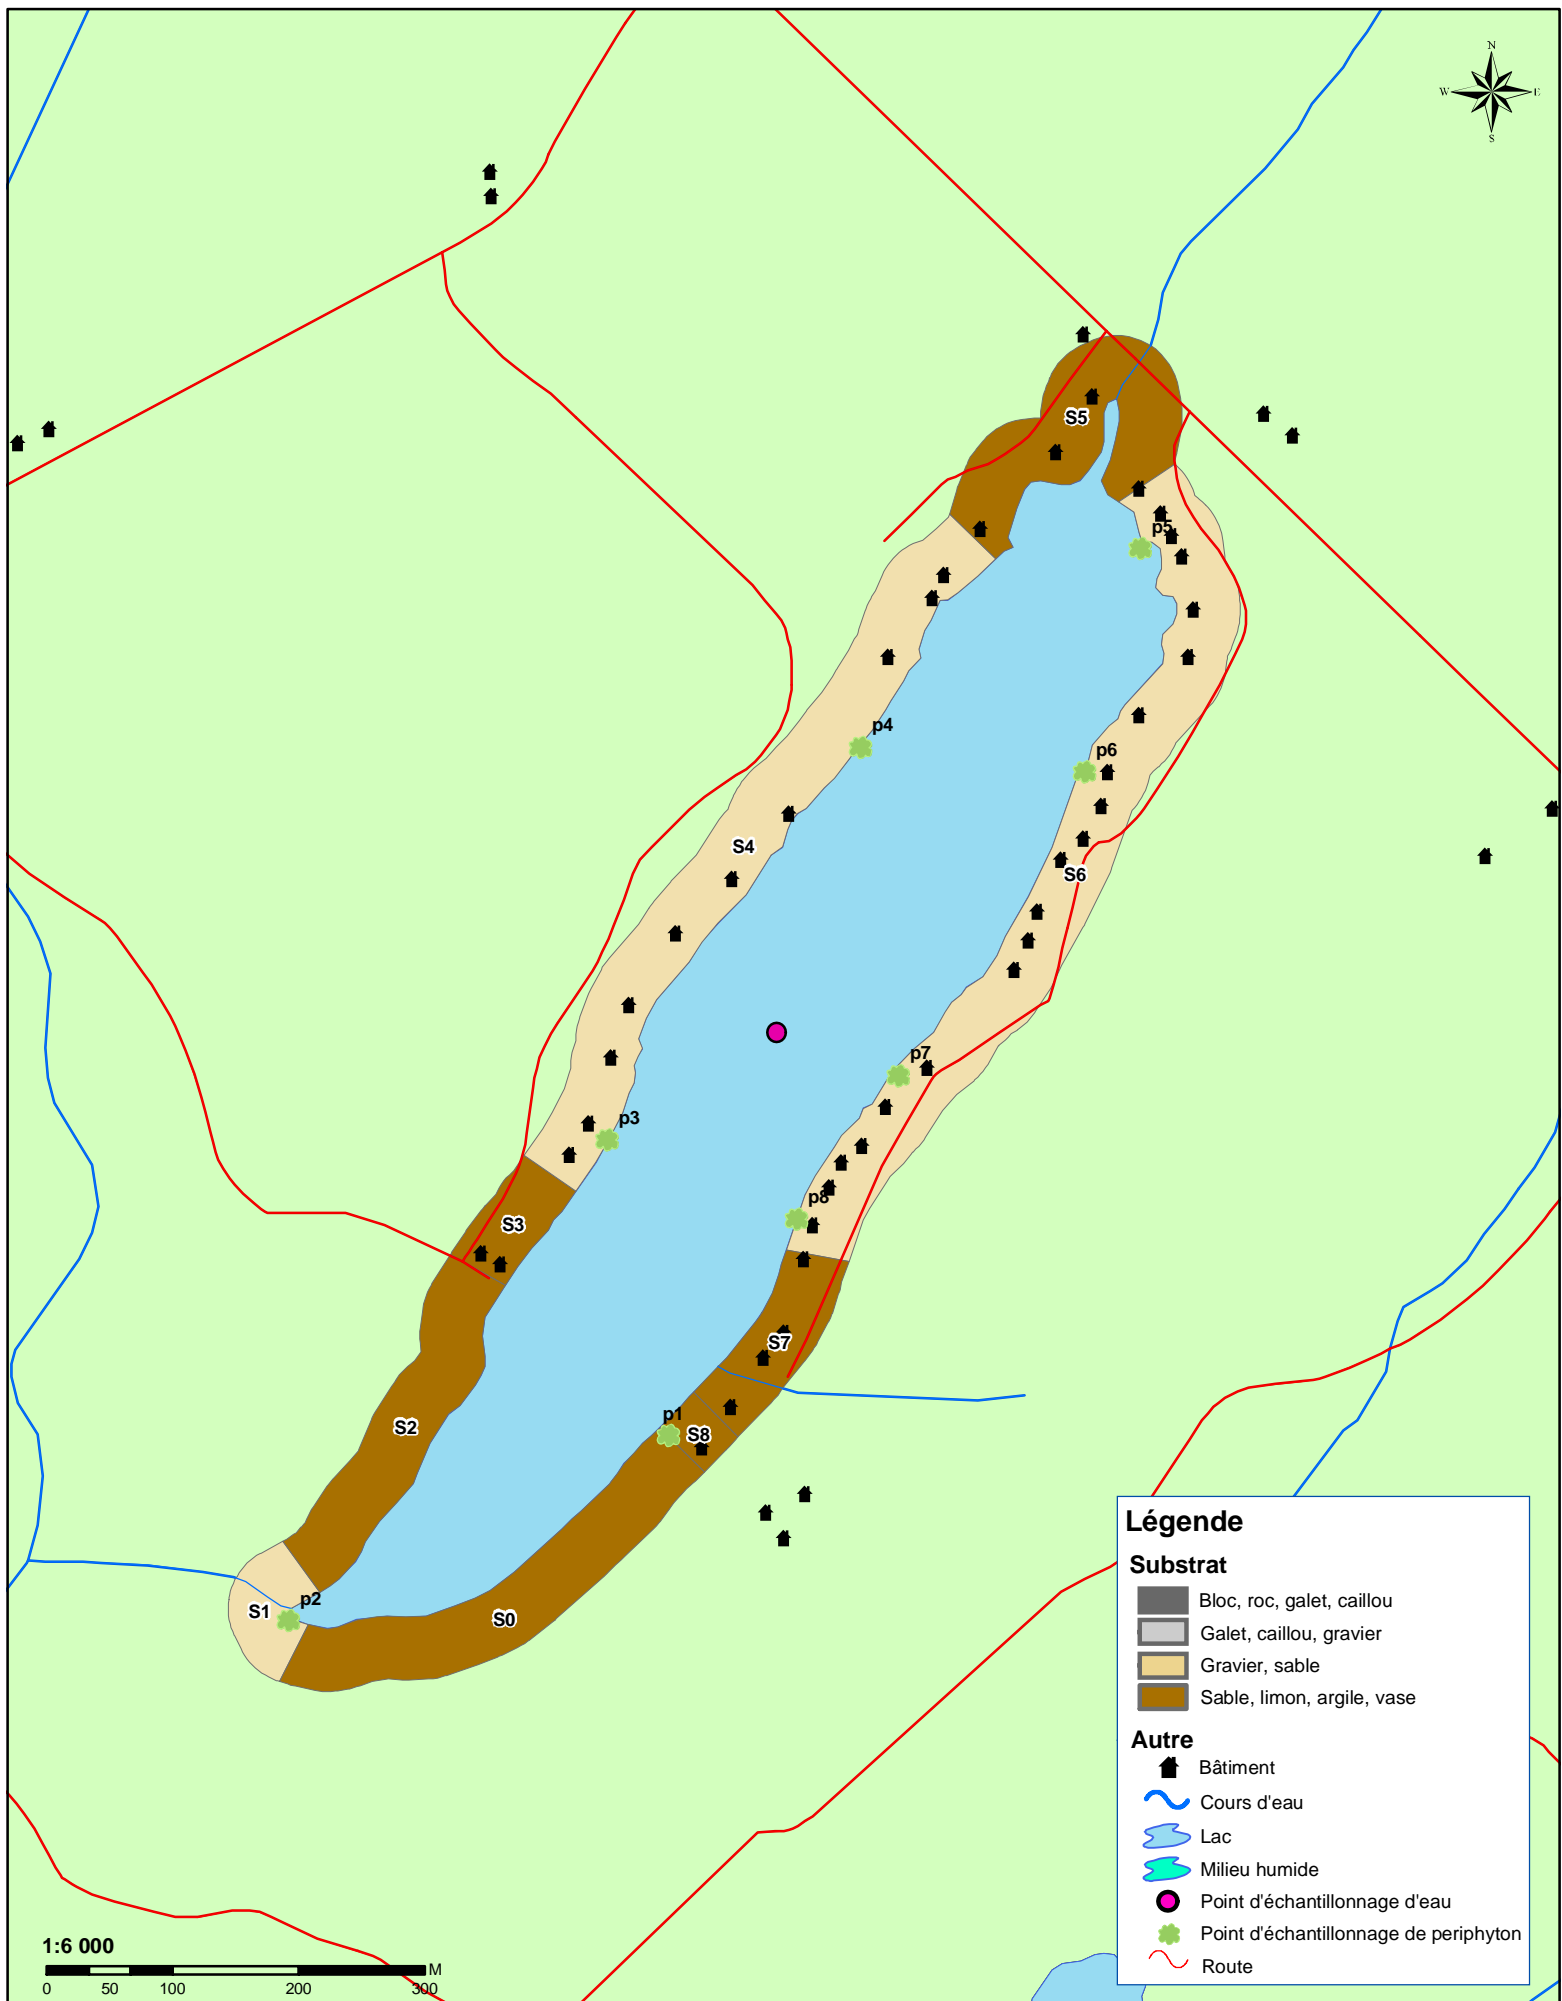 N
W E
S
S5
p5
p4
p6
S4
S6
p7
p3
p8
S3
S7
p1
S8
S2
p2
S1
S0
Légende
Substrat
Bloc, roc, galet, caillou
Galet, caillou, gravier
Gravier, sable
Sable, limon, argile, vase
Autre
Bâtiment
Cours d'eau
Lac
Milieu humide
Point d'échantillonnage d'eau
Point d'échantillonnage de periphyton
Route
1:6 000
M
0 50 100 200 300